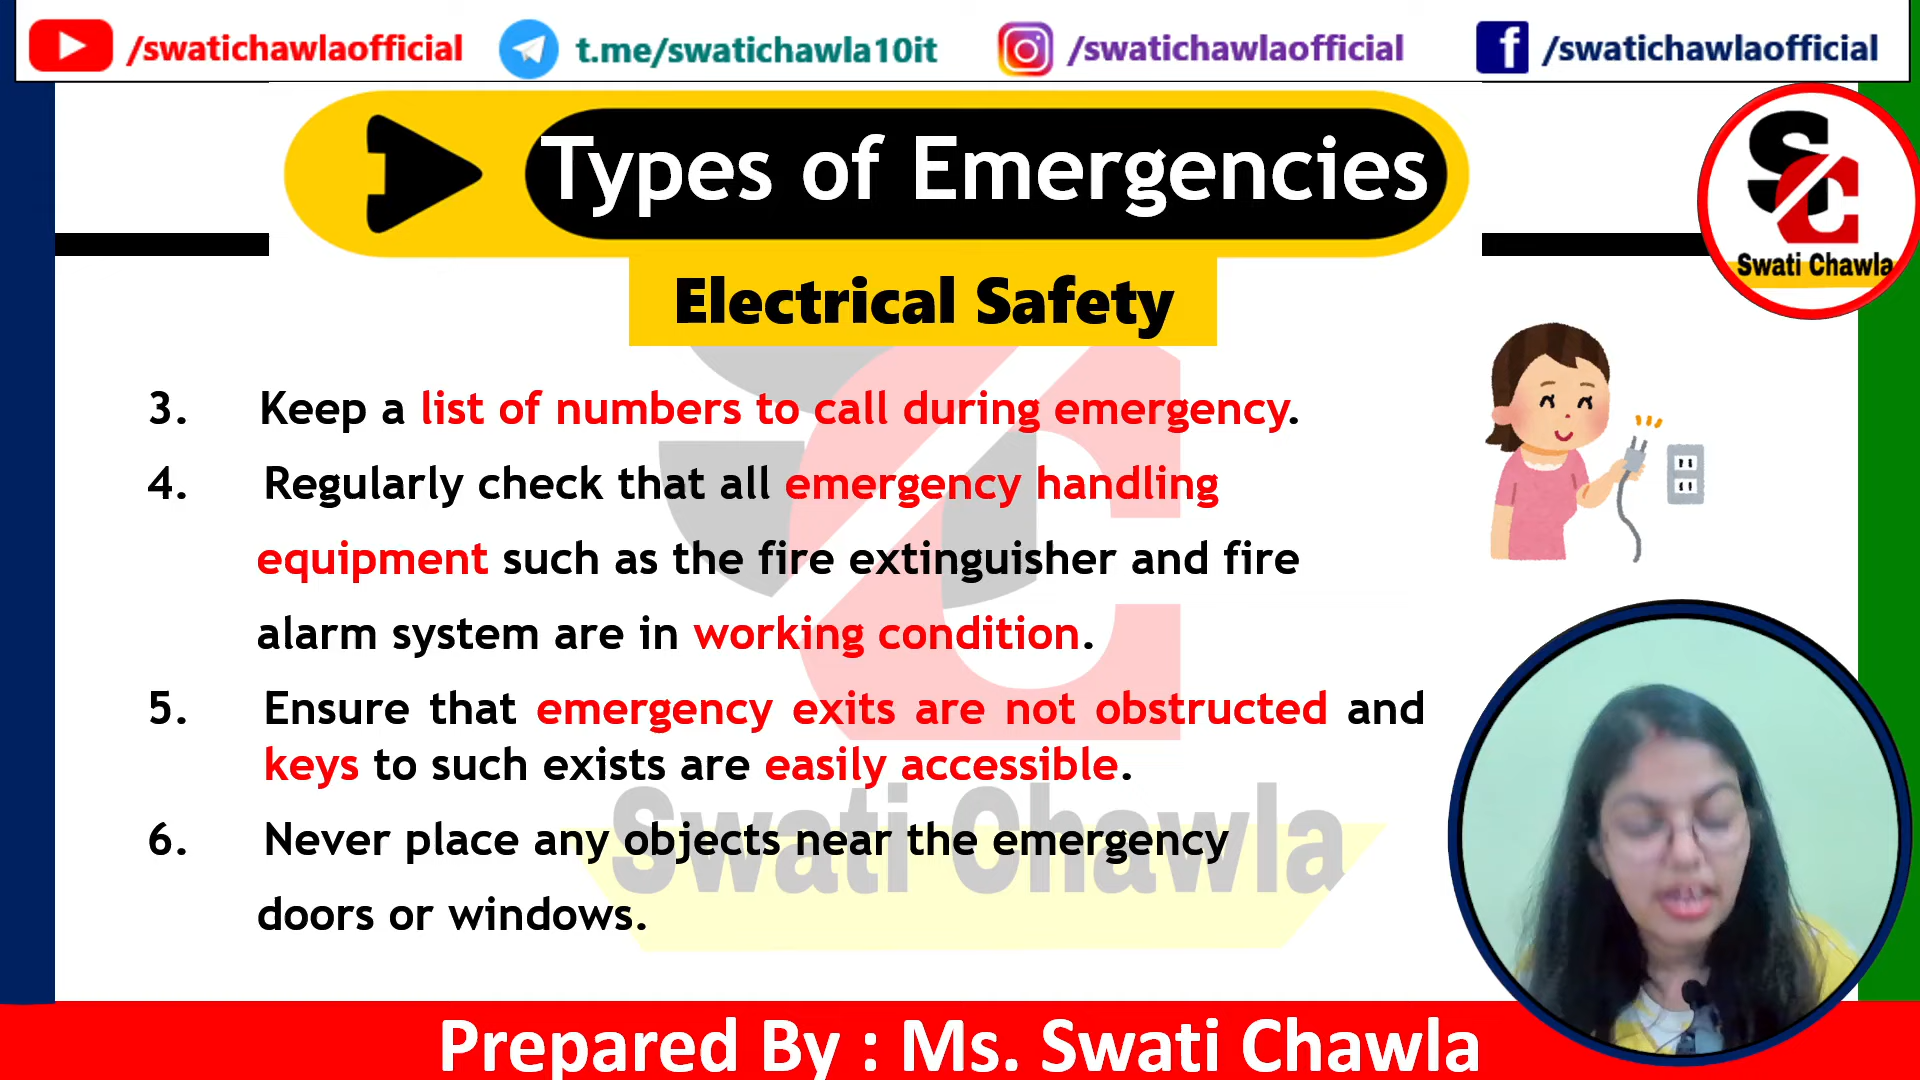 /swatichawlaofficial t.me/swatichawla10it /swatichawlaofficial /swatichawlaofficial
Types of Emergencies
SC
Swati Chawla
Electrical Safety
3. Keep a list of numbers to call during emergency.
4. Regularly check that all emergency handling
equipment such as the fire extinguisher and fire
alarm system are in working condition.
5. Ensure that emergency exits are not obstructed and
keys to such exists are easily accessible.
6. Never place any objects near the emergency
doors or windows.
Swati Chawla
Prepared By : Ms. Swati Chawla